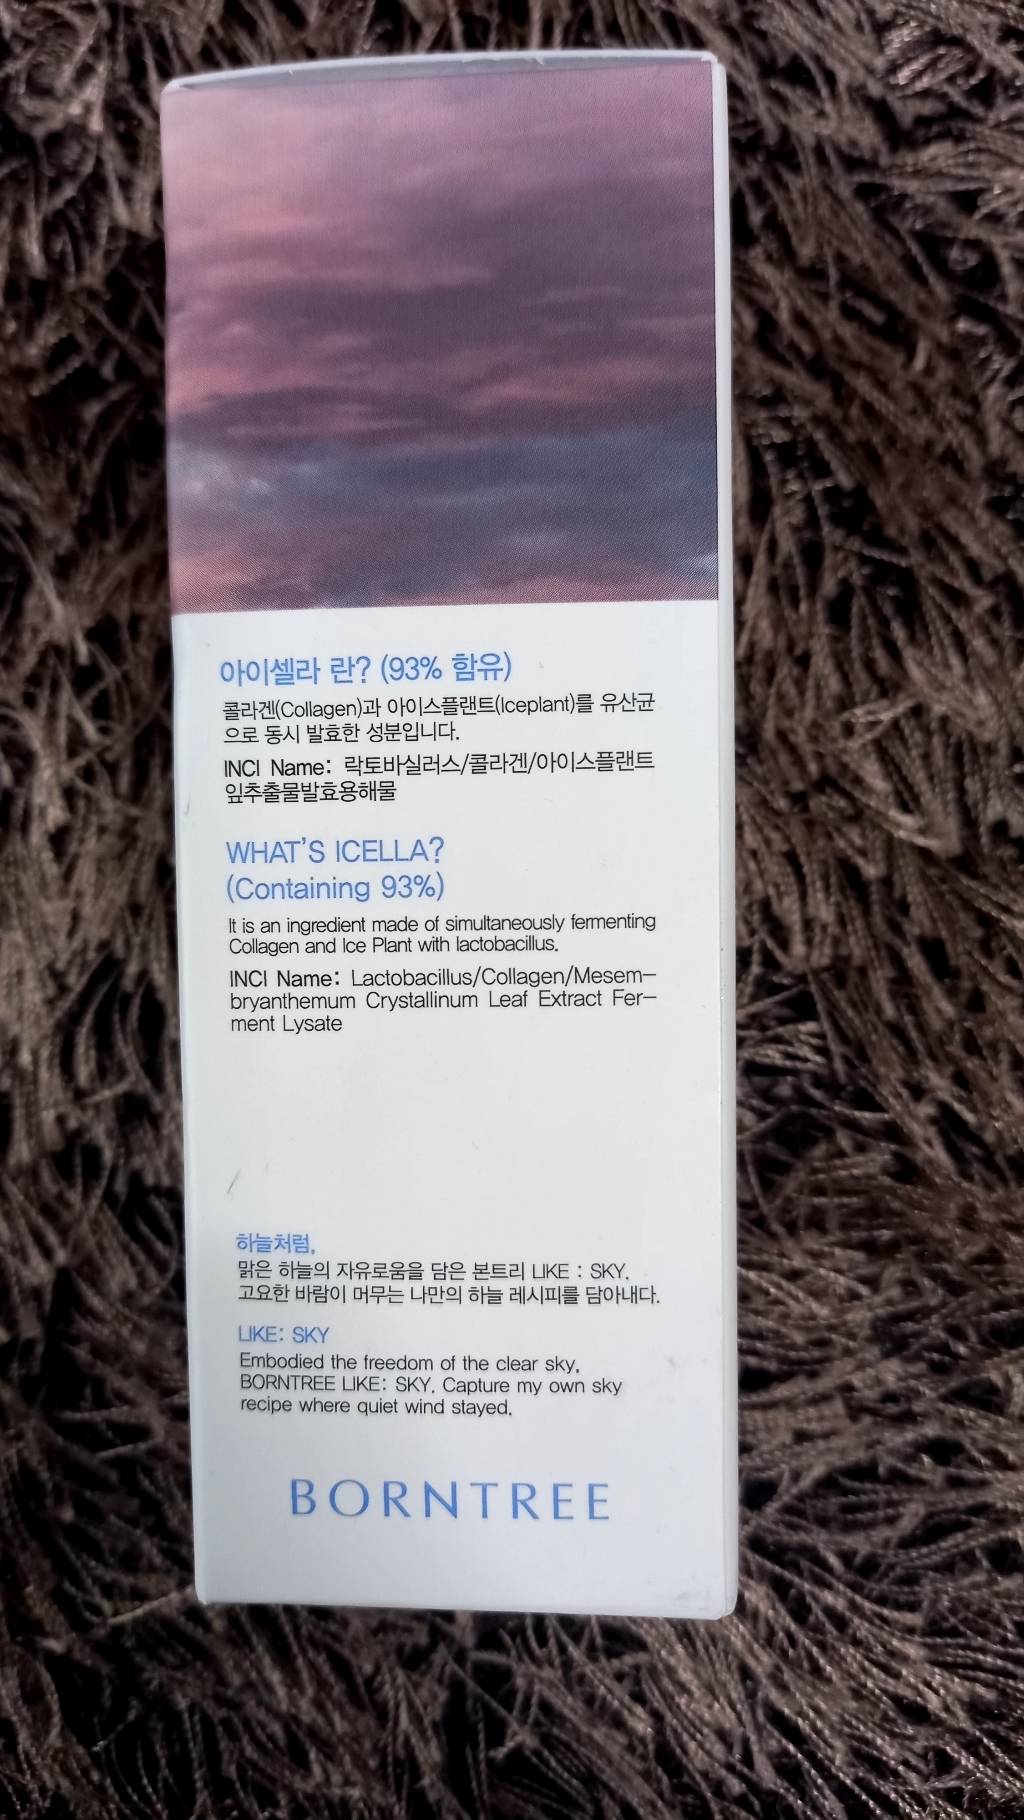 아이셀라 란? (93% 함유)
콜라겐(Collagen)과 아이스플랜트(Iceplant)를 유산균
으로 동시 발효한 성분입니다.
INCI Name: 락토바실러스/콜라겐/아이스플랜트
잎추출물발효용해물
WHAT'S ICELLA?
(Containing 93%)
It is an ingredient made of simultaneously fermenting
Collagen and Ice Plant with lactobacillus.
INCI Name: Lactobacillus/Collagen/Mesem-
bryanthemum Crystallinum Leaf Extract Fer-
ment Lysate
하늘처럼,
맑은 하늘의 자유로움을 담은 본트리 LIKE : SKY.
고요한 바람이 머무는 나만의 하늘 레시피를 담아내다.
LIKE: SKY
Embodied the freedom of the clear sky,
BORNTREE LIKE: SKY. Capture my own sky
recipe where quiet wind stayed.
BORNTREE